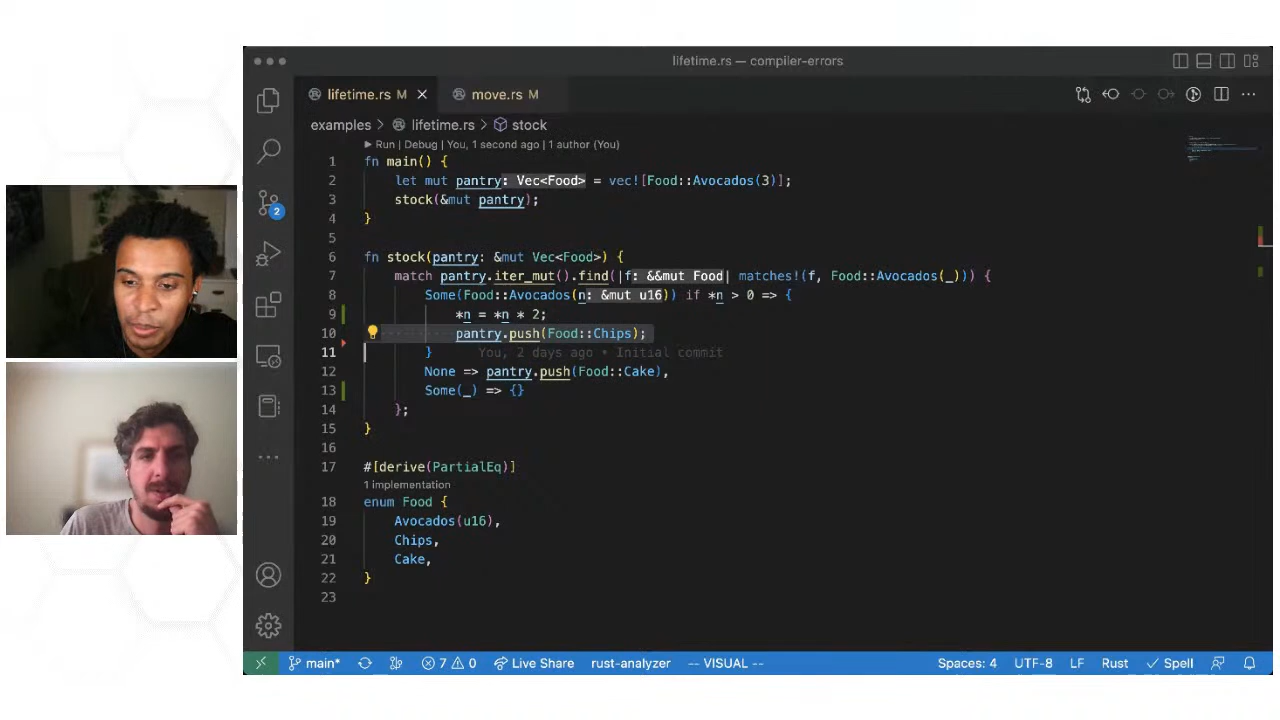 lifetime.rs — compiler-errors
lifetime.rs M
move.rs M
examples > lifetime.rs > stock
Run | Debug | You, 1 second ago | 1 author (You)
1 fn main() {
2 let mut pantry: Vec<Food> = vec![Food::Avocados(3)];
3 stock(&mut pantry);
4 }
5
6 fn stock(pantry: &mut Vec<Food>) {
7 match pantry.iter_mut().find(|f: &&mut Food| matches!(f, Food::Avocados(_))) {
8 Some(Food::Avocados(n: &mut u16)) if *n > 0 => {
9 *n = *n * 2;
10 pantry.push(Food::Chips);
11 } You, 2 days ago • Initial commit
12 None => pantry.push(Food::Cake),
13 Some(_) => {}
14 };
15 }
16
17 #[derive(PartialEq)]
1 implementation
18 enum Food {
19 Avocados(u16),
20 Chips,
21 Cake,
22 }
23
2
main* 7 0 Live Share rust-analyzer -- VISUAL -- Spaces: 4 UTF-8 LF Rust Spell